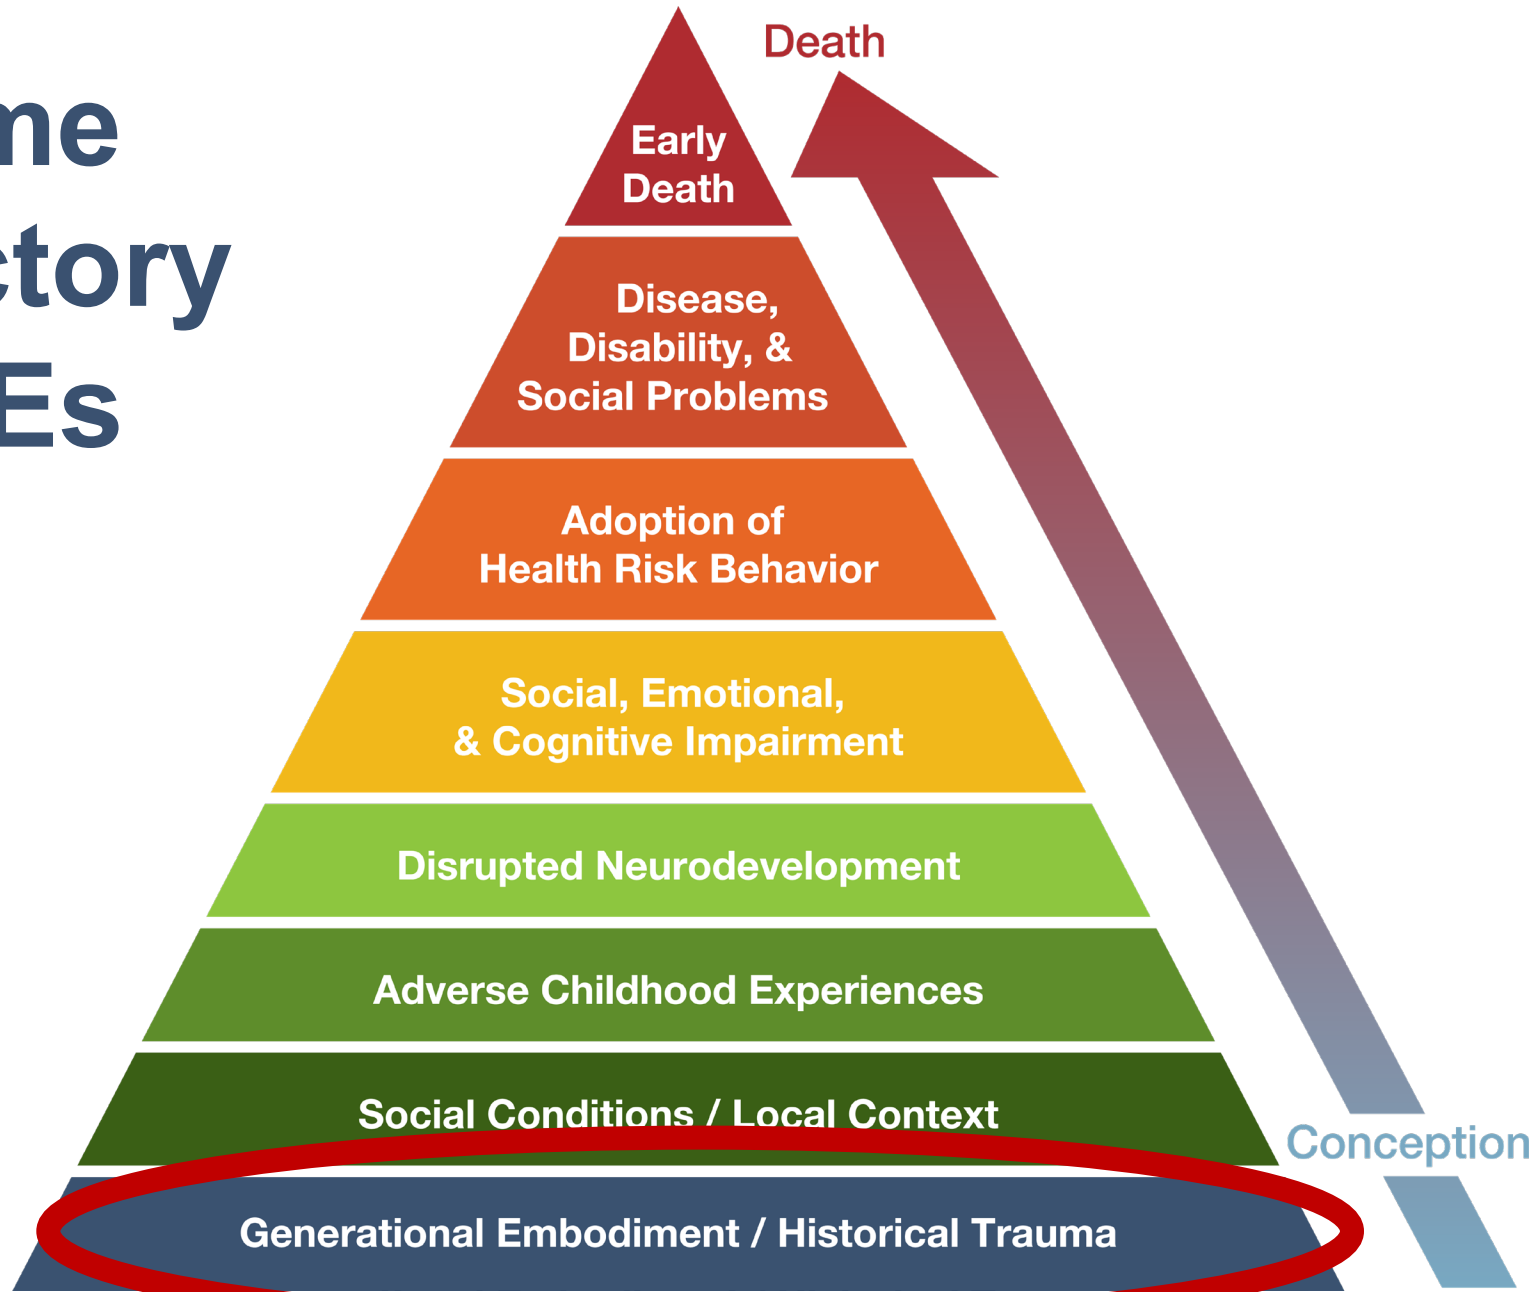 me
ctory
Es
Death
Early
Death
Disease,
Disability, &
Social Problems
Adoption of
Health Risk Behavior
Social, Emotional,
& Cognitive Impairment
Disrupted Neurodevelopment
Adverse Childhood Experiences
Social Conditions / Local Context
Conception
Generational Embodiment / Historical Trauma